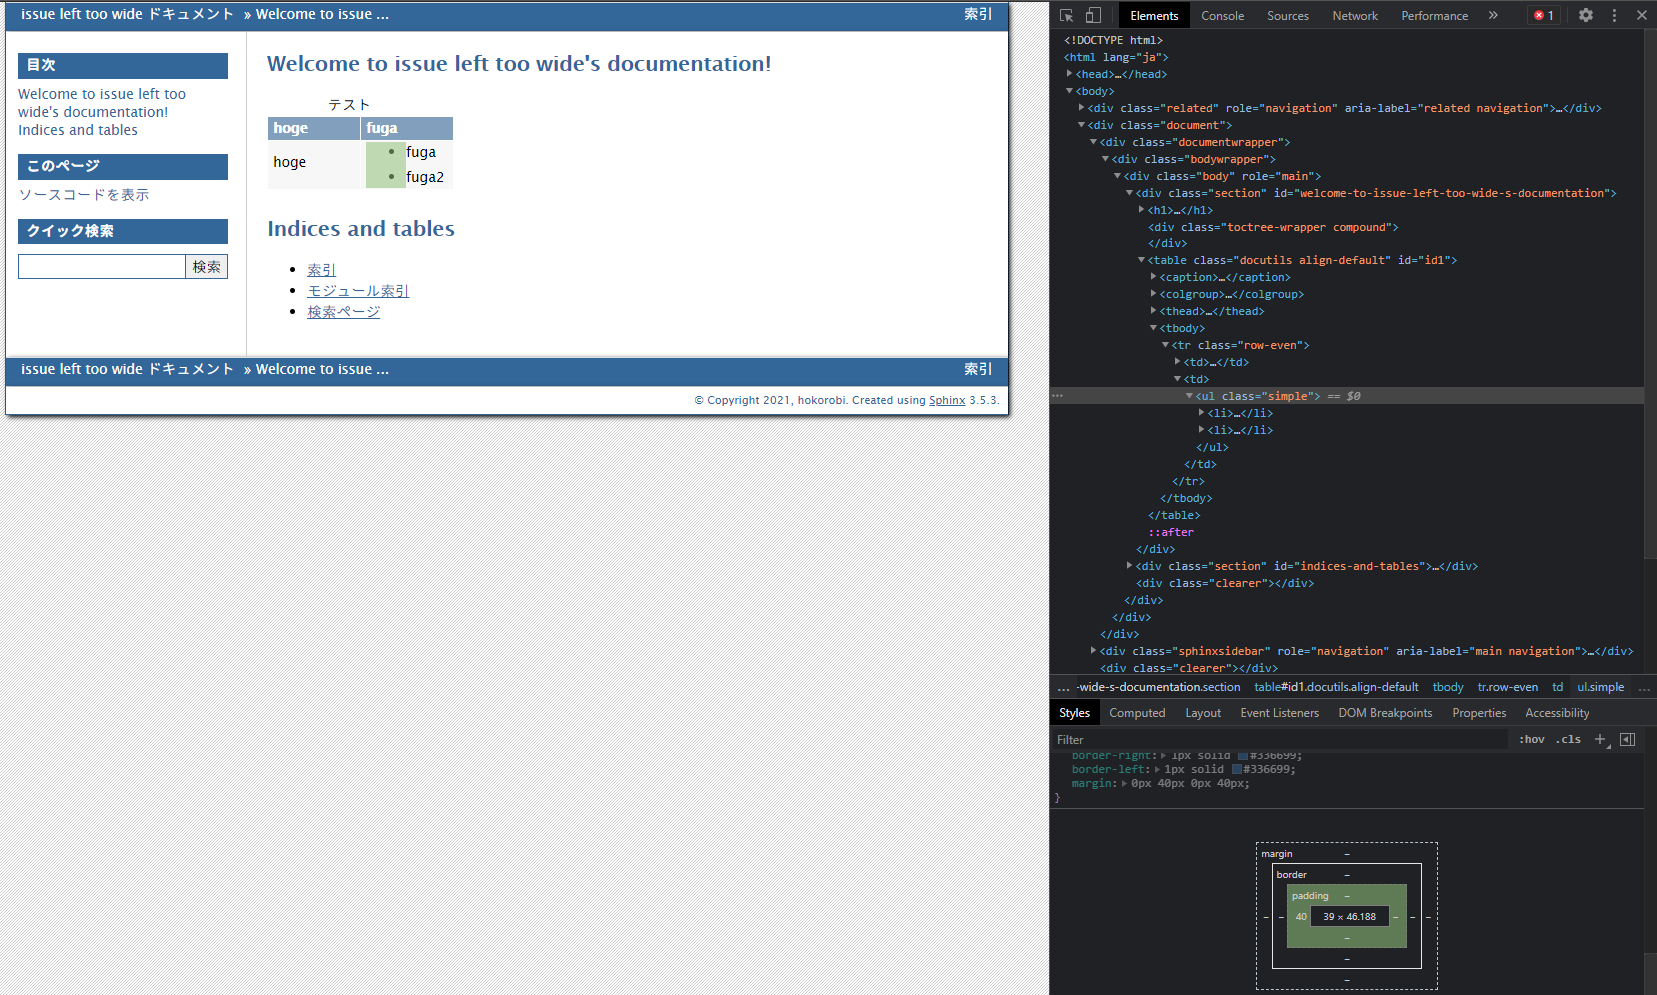 issue left too wide ドキュメント » Welcome to issue ... 索引
目次
Welcome to issue left too
wide's documentation!
Indices and tables
このページ
ソースコードを表示
クイック検索
検索
Welcome to issue left too wide's documentation!
テスト
hoge fuga
hoge
• fuga
• fuga2
Indices and tables
• 索引
• モジュール索引
• 検索ページ
issue left too wide ドキュメント » Welcome to issue ... 索引
© Copyright 2021, hokorobi. Created using Sphinx 3.5.3.
Elements Console Sources Network Performance » 1
<!DOCTYPE html>
<html lang="ja">
<head>…</head>
<body>
<div class="related" role="navigation" aria-label="related navigation">…</div>
<div class="document">
<div class="documentwrapper">
<div class="bodywrapper">
<div class="body" role="main">
<div class="section" id="welcome-to-issue-left-too-wide-s-documentation">
<h1>…</h1>
<div class="toctree-wrapper compound">
</div>
<table class="docutils align-default" id="id1">
<caption>…</caption>
<colgroup>…</colgroup>
<thead>…</thead>
<tbody>
<tr class="row-even">
<td>…</td>
<td>
… <ul class="simple"> == $0
<li>…</li>
<li>…</li>
</ul>
</td>
</tr>
</tbody>
</table>
::after
</div>
<div class="section" id="indices-and-tables">…</div>
<div class="clearer"></div>
</div>
</div>
</div>
<div class="sphinxsidebar" role="navigation" aria-label="main navigation">…</div>
<div class="clearer"></div>
… -wide-s-documentation.section table#id1.docutils.align-default tbody tr.row-even td ul.simple …
Styles Computed Layout Event Listeners DOM Breakpoints Properties Accessibility
Filter :hov .cls +
border-right: 1px solid #336699;
border-left: 1px solid #336699;
margin: 0px 40px 0px 40px;
}
margin –
border –
padding –
– – 40 39 × 46.188 – – –
–
–
–